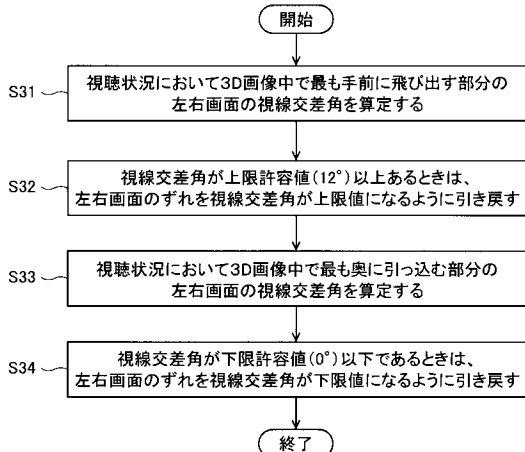 開始
S31
視聴状況において3D画像中で最も手前に飛び出す部分の
左右画面の視線交差角を算定する
S32
視線交差角が上限許容値(12°)以上あるときは、
左右画面のずれを視線交差角が上限値になるように引き戻す
S33
視聴状況において3D画像中で最も奥に引っ込む部分の
左右画面の視線交差角を算定する
S34
視線交差角が下限許容値(0°)以下であるときは、
左右画面のずれを視線交差角が下限値になるように引き戻す
終了